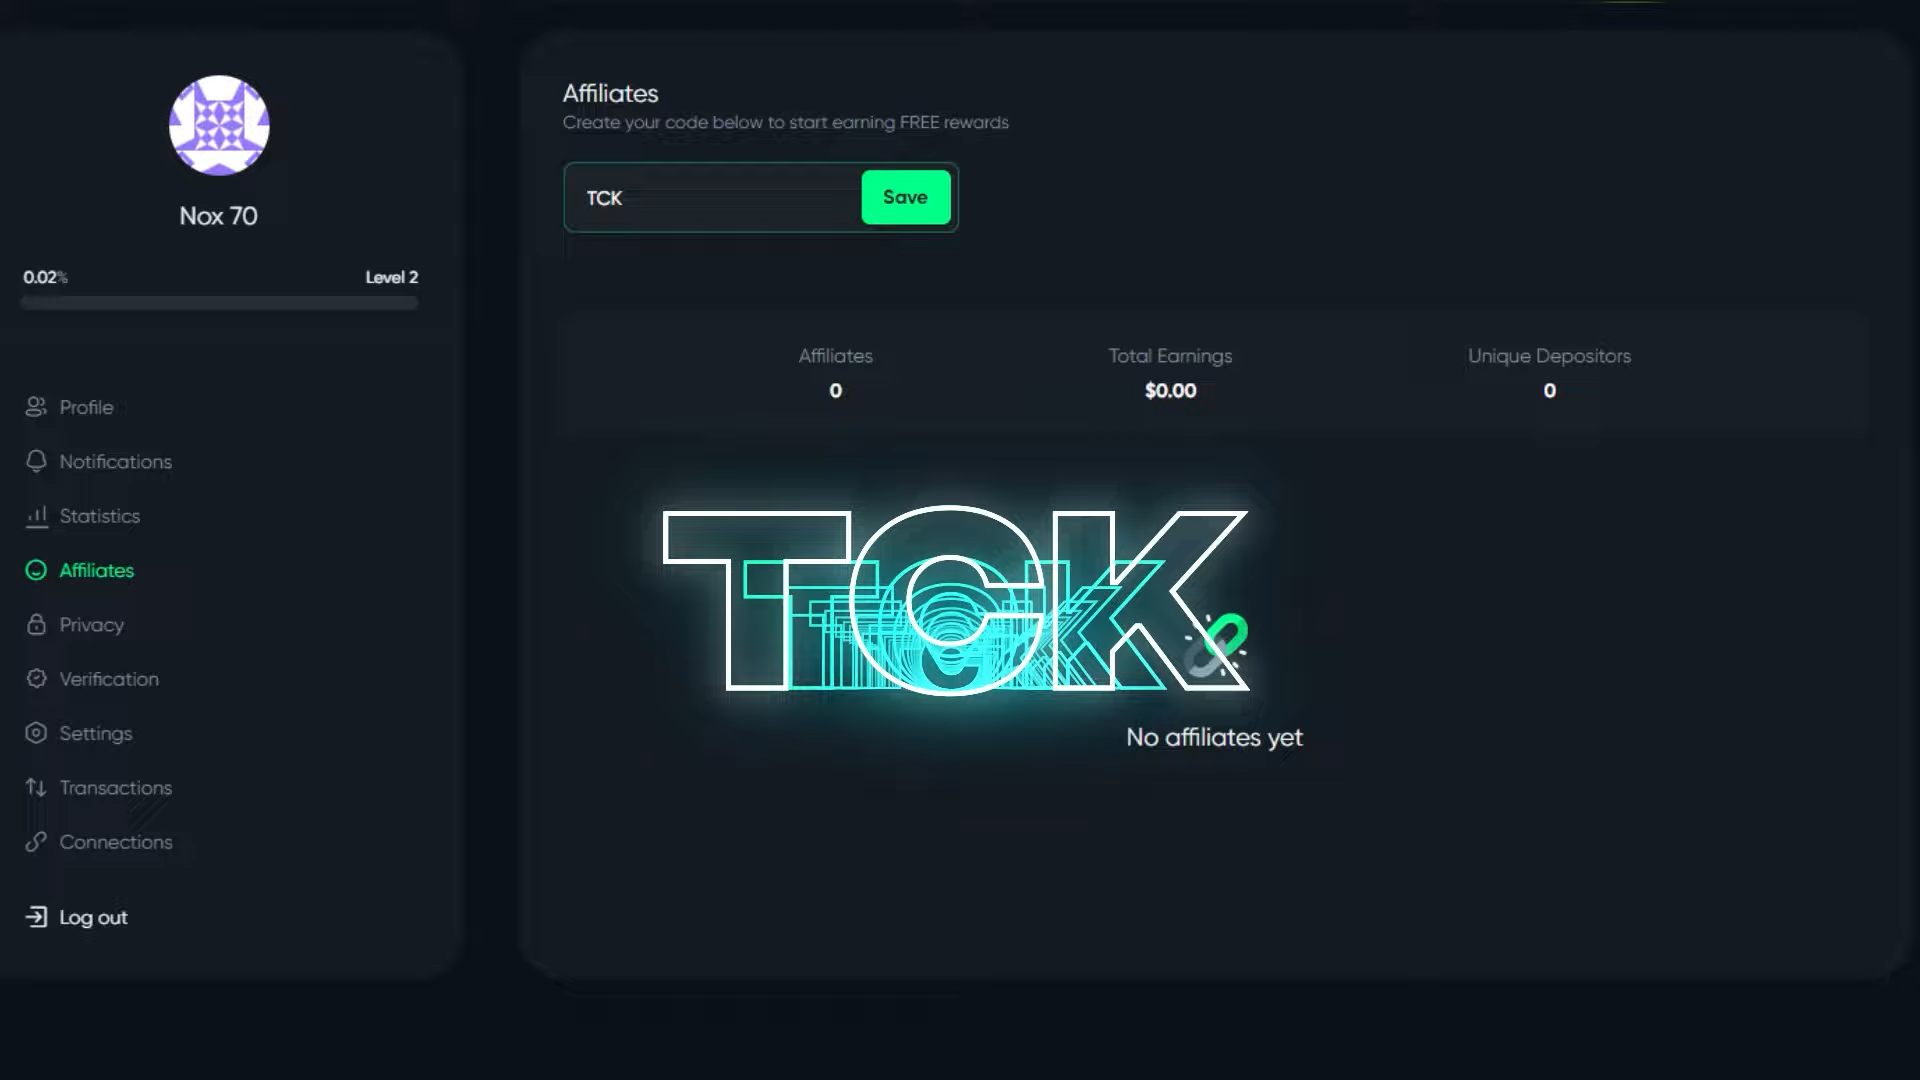 Nox 70
0.02%
Level 2
Profile
Notifications
Statistics
Affiliates
Privacy
Verification
Settings
Transactions
Connections
Log out
Affiliates
Create your code below to start earning FREE rewards
TCK
Save
Affiliates
0
Total Earnings
$0.00
Unique Depositors
0
TCK
No affiliates yet